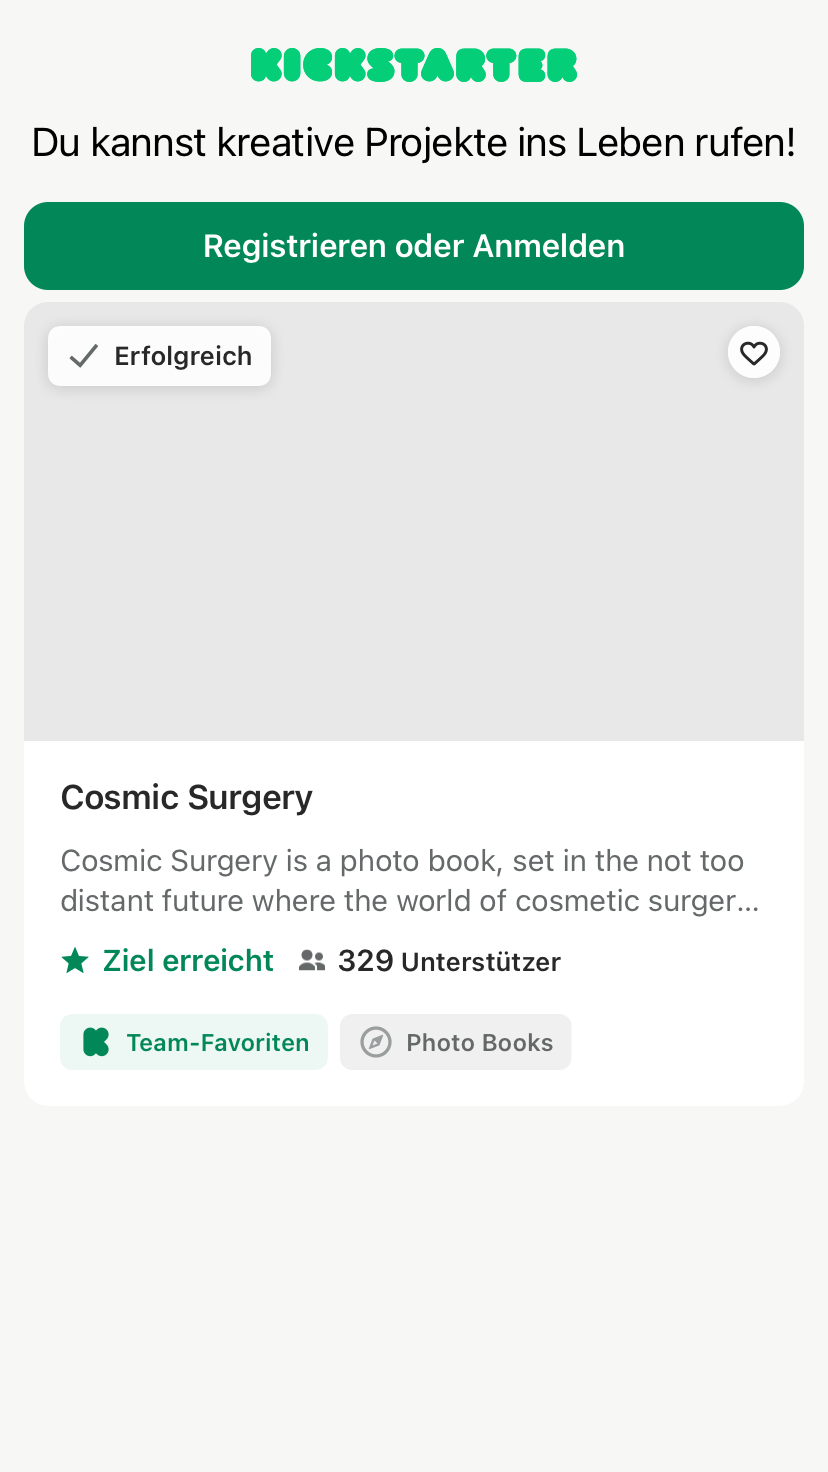 KICKSTARTER
Du kannst kreative Projekte ins Leben rufen!
Registrieren oder Anmelden
Erfolgreich
Cosmic Surgery
Cosmic Surgery is a photo book, set in the not too
distant future where the world of cosmetic surger...
Ziel erreicht 329 Unterstützer
Team-Favoriten Photo Books